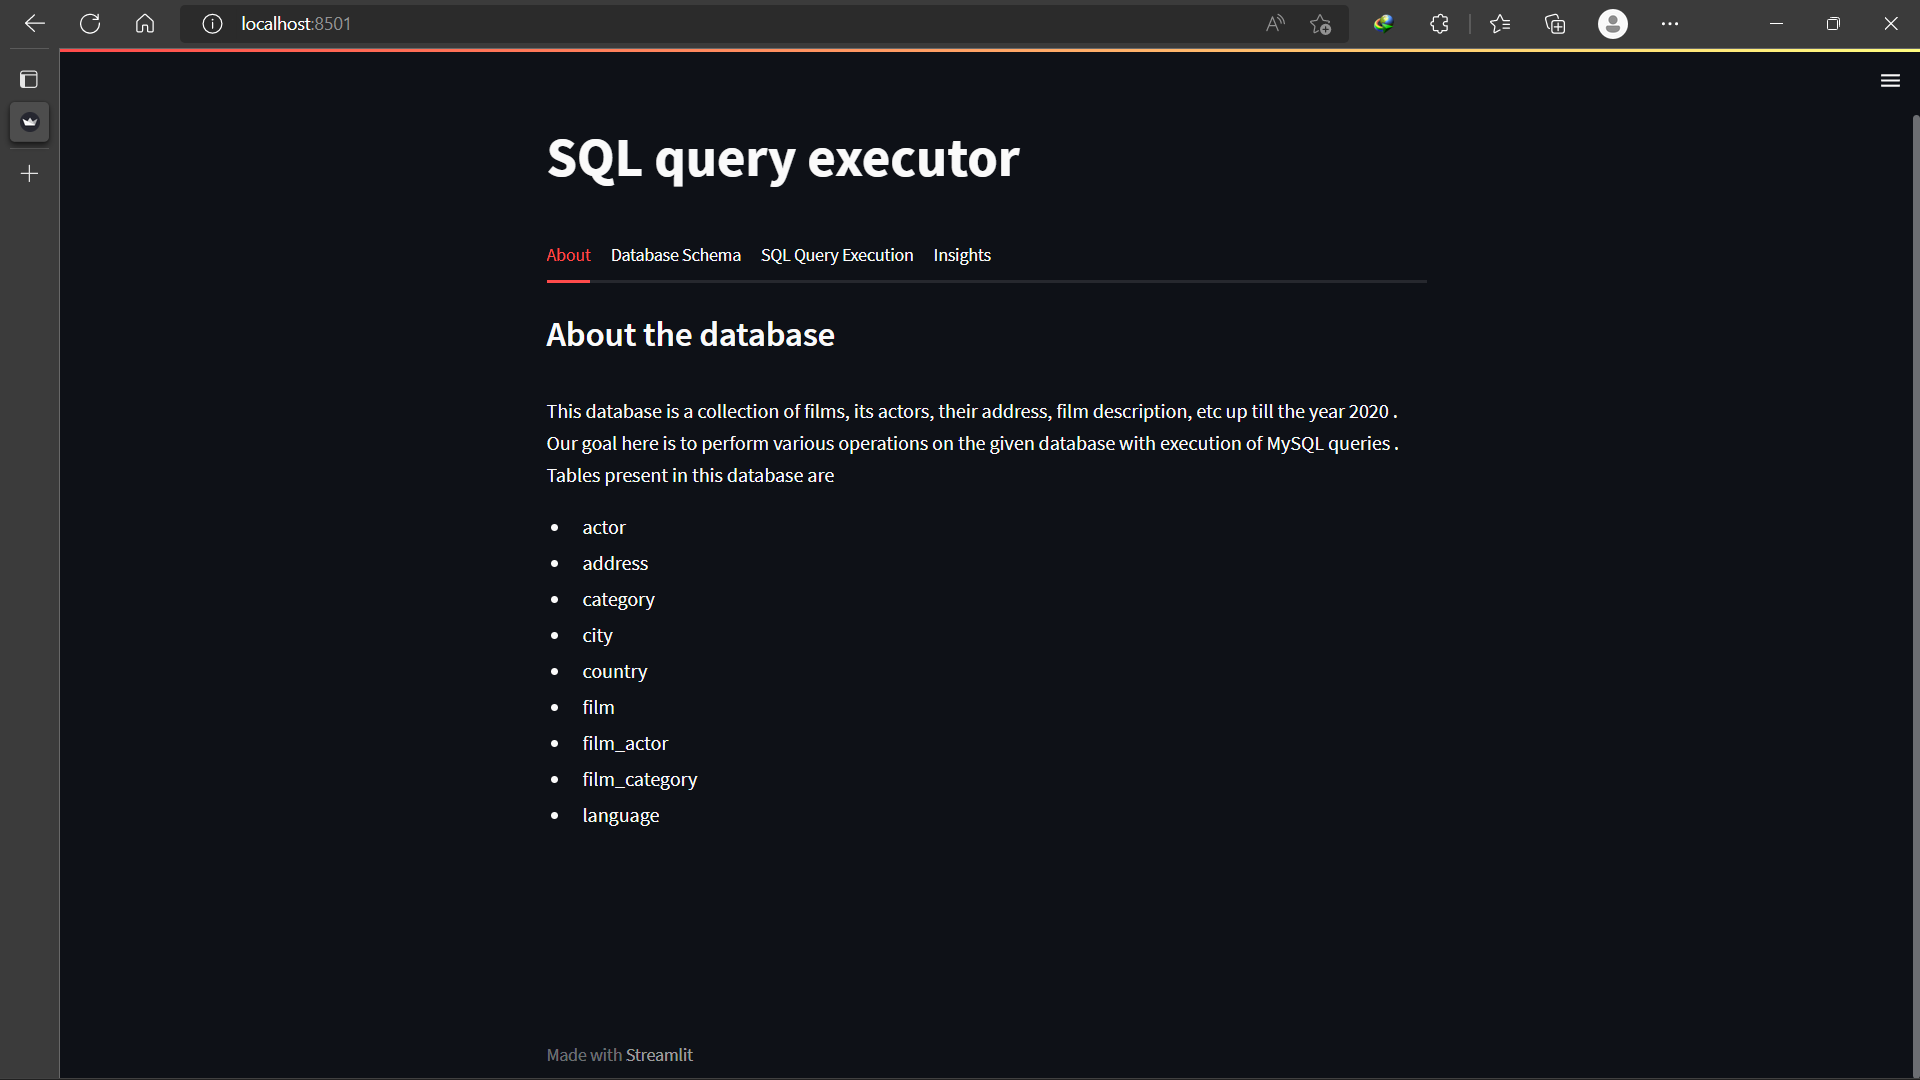 localhost:8501
SQL query executor
About Database Schema SQL Query Execution Insights
About the database
This database is a collection of films, its actors, their address, film description, etc up till the year 2020 .
Our goal here is to perform various operations on the given database with execution of MySQL queries .
Tables present in this database are
• actor
• address
• category
• city
• country
• film
• film_actor
• film_category
• language
Made with Streamlit